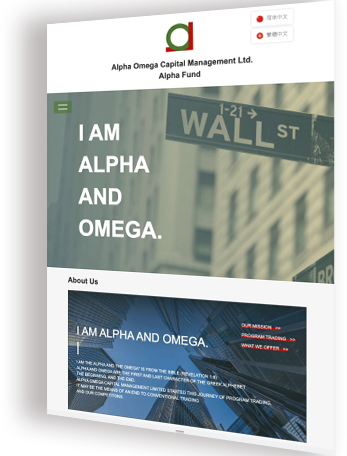 简体中文
繁體中文
Alpha Omega Capital Management Ltd.
Alpha Fund
1-21 →
WALL ST
I AM
ALPHA
AND
OMEGA.
About Us
I AM ALPHA AND OMEGA.
OUR MISSION >>
PROGRAM TRADING >>
WHAT WE OFFER >>
I AM THE ALPHA AND THE OMEGA" IS FROM THE BIBLE. (REVELATION 1:8)
ALPHA AND OMEGA ARE THE FIRST AND LAST CHARACTER OF THE GREEK ALPHEBET.
THE BEGINNING, AND THE END.
ALPHA OMEGA CAPITAL MANAGEMENT LIMITED STARTED THIS JOURNEY OF PROGRAM TRADING.
IT MAY BE THE MEANS OF AN END TO CONVENTIONAL TRADING
AND OUR COMPETITORS.